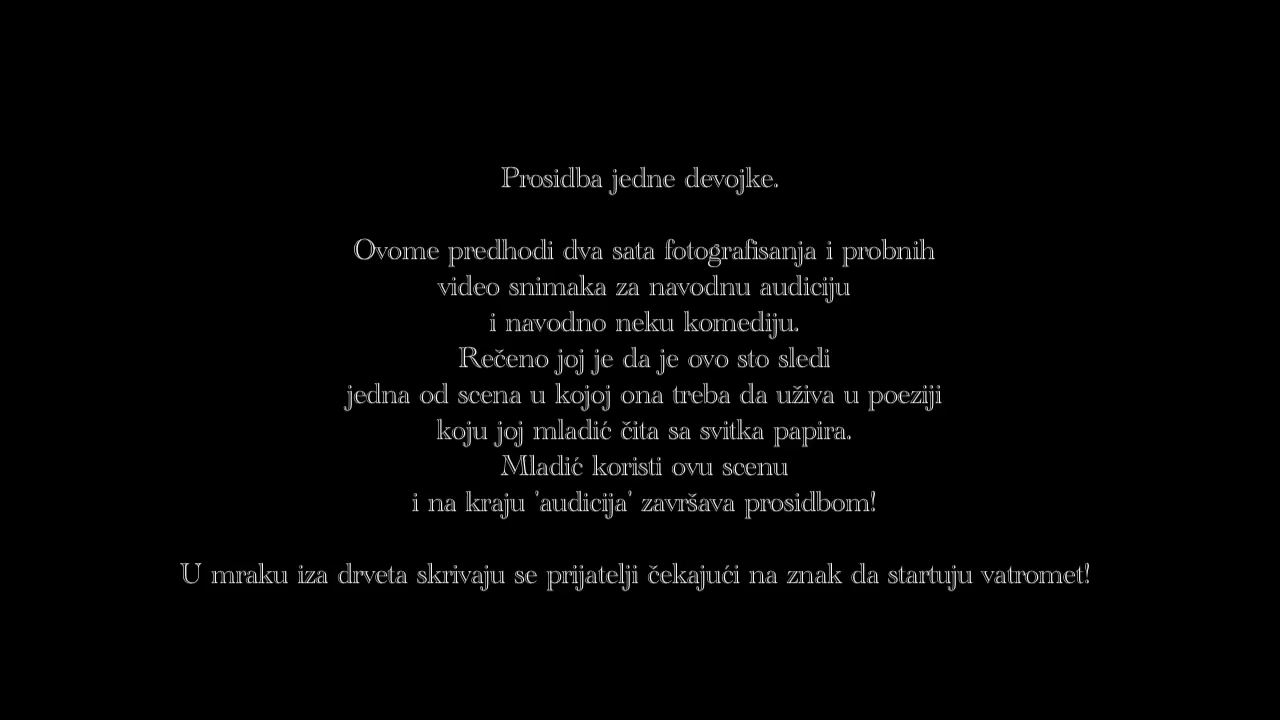 Prosidba jedne devojke.
Ovome predhodi dva sata fotografisanja i probnih
video snimaka za navodnu audiciju
i navodno neku komediju.
Rečeno joj je da je ovo sto sledi
jedna od scena u kojoj ona treba da uživa u poeziji
koju joj mladić čita sa svitka papira.
Mladić koristi ovu scenu
i na kraju 'audicija' završava prosidbom!
U mraku iza drveta skrivaju se prijatelji čekajući na znak da startuju vatromet!